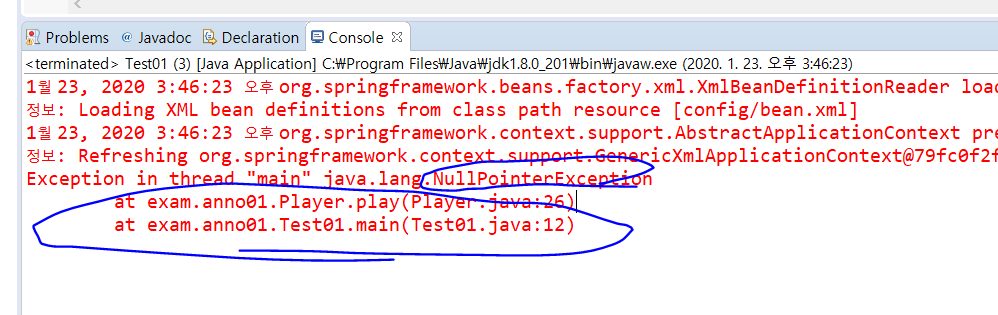 Problems @ Javadoc Declaration Console
<terminated> Test01 (3) [Java Application] C:₩Program Files₩Java₩jdk1.8.0_201₩bin₩javaw.exe (2020. 1. 23. 오후 3:46:23)
1월 23, 2020 3:46:23 오후 org.springframework.beans.factory.xml.XmlBeanDefinitionReader load
정보: Loading XML bean definitions from class path resource [config/bean.xml]
1월 23, 2020 3:46:23 오후 org.springframework.context.support.AbstractApplicationContext pre
정보: Refreshing org.springframework.context.support.GenericXmlApplicationContext@79fc0f2f
Exception in thread "main" java.lang.NullPointerException
at exam.anno01.Player.play(Player.java:26)
at exam.anno01.Test01.main(Test01.java:12)